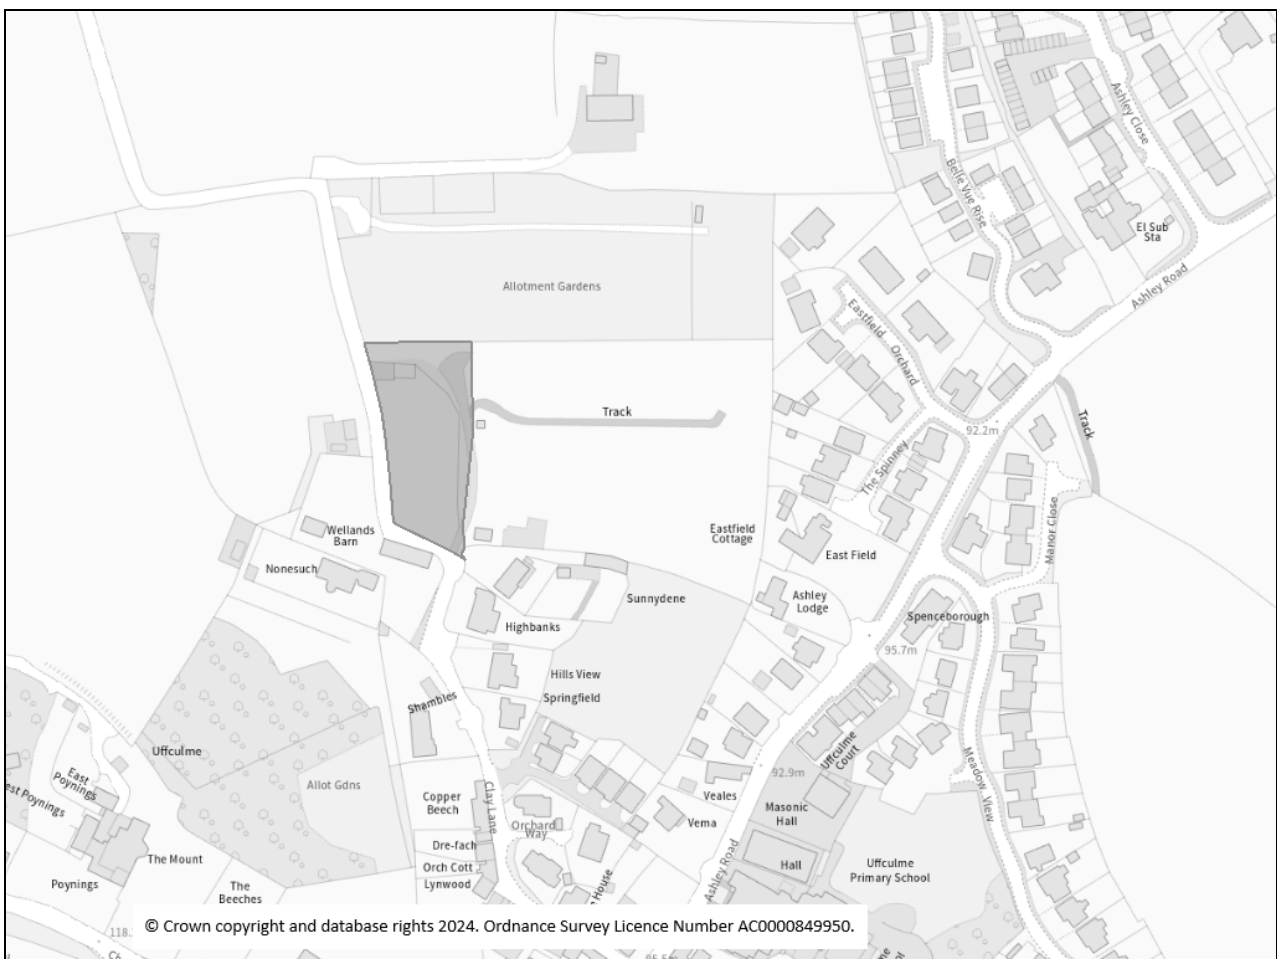 Ashley Close
Belle Vue Rise
El Sub
Sta
Ashley Road
Allotment Gardens
Eastfield
Orchard
Track
Track
92.2m
The Spinney
Manor Close
Wellands
Barn
Eastfield
Cottage
East Field
Nonesuch
Sunnydene
Ashley
Lodge
Spenceborough
Highbanks
95.7m
Hills View
Springfield
Shambles
Uffculme
Uffculme
Court
East
Poynings
est Poynings
Allot Gdns
92.9m
Meadow View
Copper
Beech
Clay Lane
Veales
Masonic
Hall
Orchard
Way
Vema
Dre-fach
The Mount
Orch Cott
Hall
Uffculme
Primary School
Lynwood
Poynings
The
Beeches
House
Ashley Road
© Crown copyright and database rights 2024. Ordnance Survey Licence Number AC0000849950.
118.